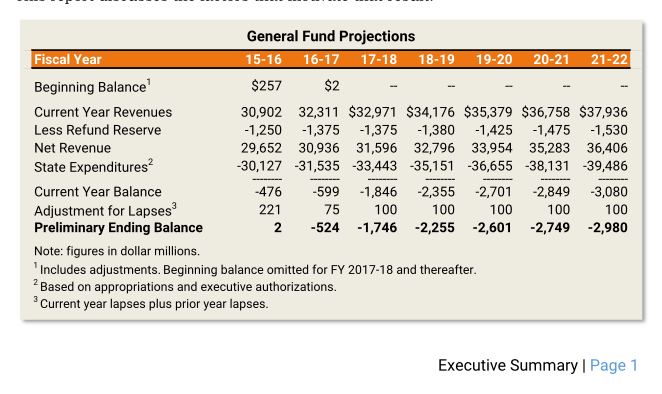 General Fund Projections
Fiscal Year 15-16 16-17 17-18 18-19 19-20 20-21 21-22
Beginning Balance1 $257 $2 -- -- -- -- --
Current Year Revenues 30,902 32,311 $32,971 $34,176 $35,379 $36,758 $37,936
Less Refund Reserve -1,250 -1,375 -1,375 -1,380 -1,425 -1,475 -1,530
Net Revenue 29,652 30,936 31,596 32,796 33,954 35,283 36,406
State Expenditures2 -30,127 -31,535 -33,443 -35,151 -36,655 -38,131 -39,486
Current Year Balance -476 -599 -1,846 -2,355 -2,701 -2,849 -3,080
Adjustment for Lapses3 221 75 100 100 100 100 100
Preliminary Ending Balance 2 -524 -1,746 -2,255 -2,601 -2,749 -2,980
Note: figures in dollar millions.
1 Includes adjustments. Beginning balance omitted for FY 2017-18 and thereafter.
2 Based on appropriations and executive authorizations.
3 Current year lapses plus prior year lapses.
Executive Summary | Page 1